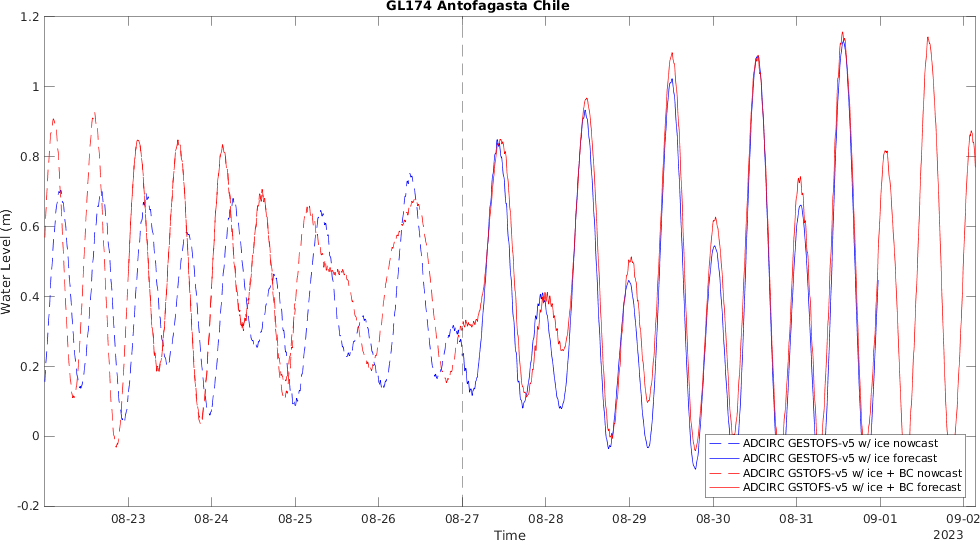 GL174 Antofagasta Chile
1.2
1
0.8
0.6
0.4
0.2
0
-0.2
Water Level (m)
ADCIRC GESTOFS-v5 w/ ice nowcast
ADCIRC GESTOFS-v5 w/ ice forecast
ADCIRC GSTOFS-v5 w/ ice + BC nowcast
ADCIRC GSTOFS-v5 w/ ice + BC forecast
08-23 08-24 08-25 08-26 08-27 08-28 08-29 08-30 08-31 09-01 09-02
Time
2023